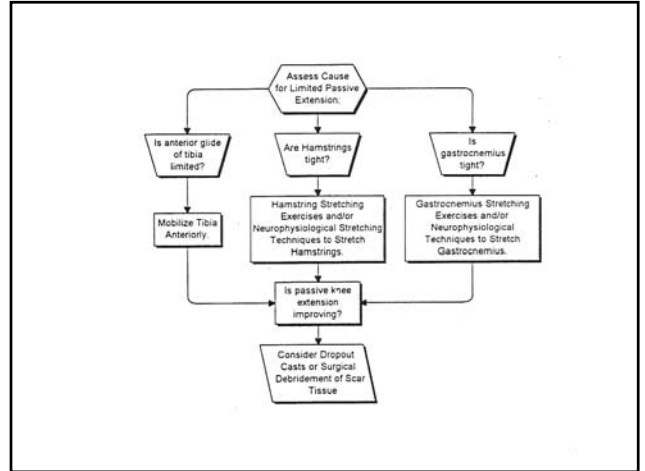 Assess Cause
for Limited Passive
Extension:
Is anterior glide
of tibia
limited?
Are Hamstrings
tight?
Is
gastrocnemius
tight?
Mobilize Tibia
Anteriorly.
Hamstring Stretching
Exercises and/or
Neurophysiological Stretching
Techniques to Stretch
Hamstrings.
Gastrocnemius Stretching
Exercises and/or
Neurophysiological
Techniques to Stretch
Gastrocnemius.
Is passive knee
extension
improving?
Consider Dropout
Casts or Surgical
Debridement of Scar
Tissue